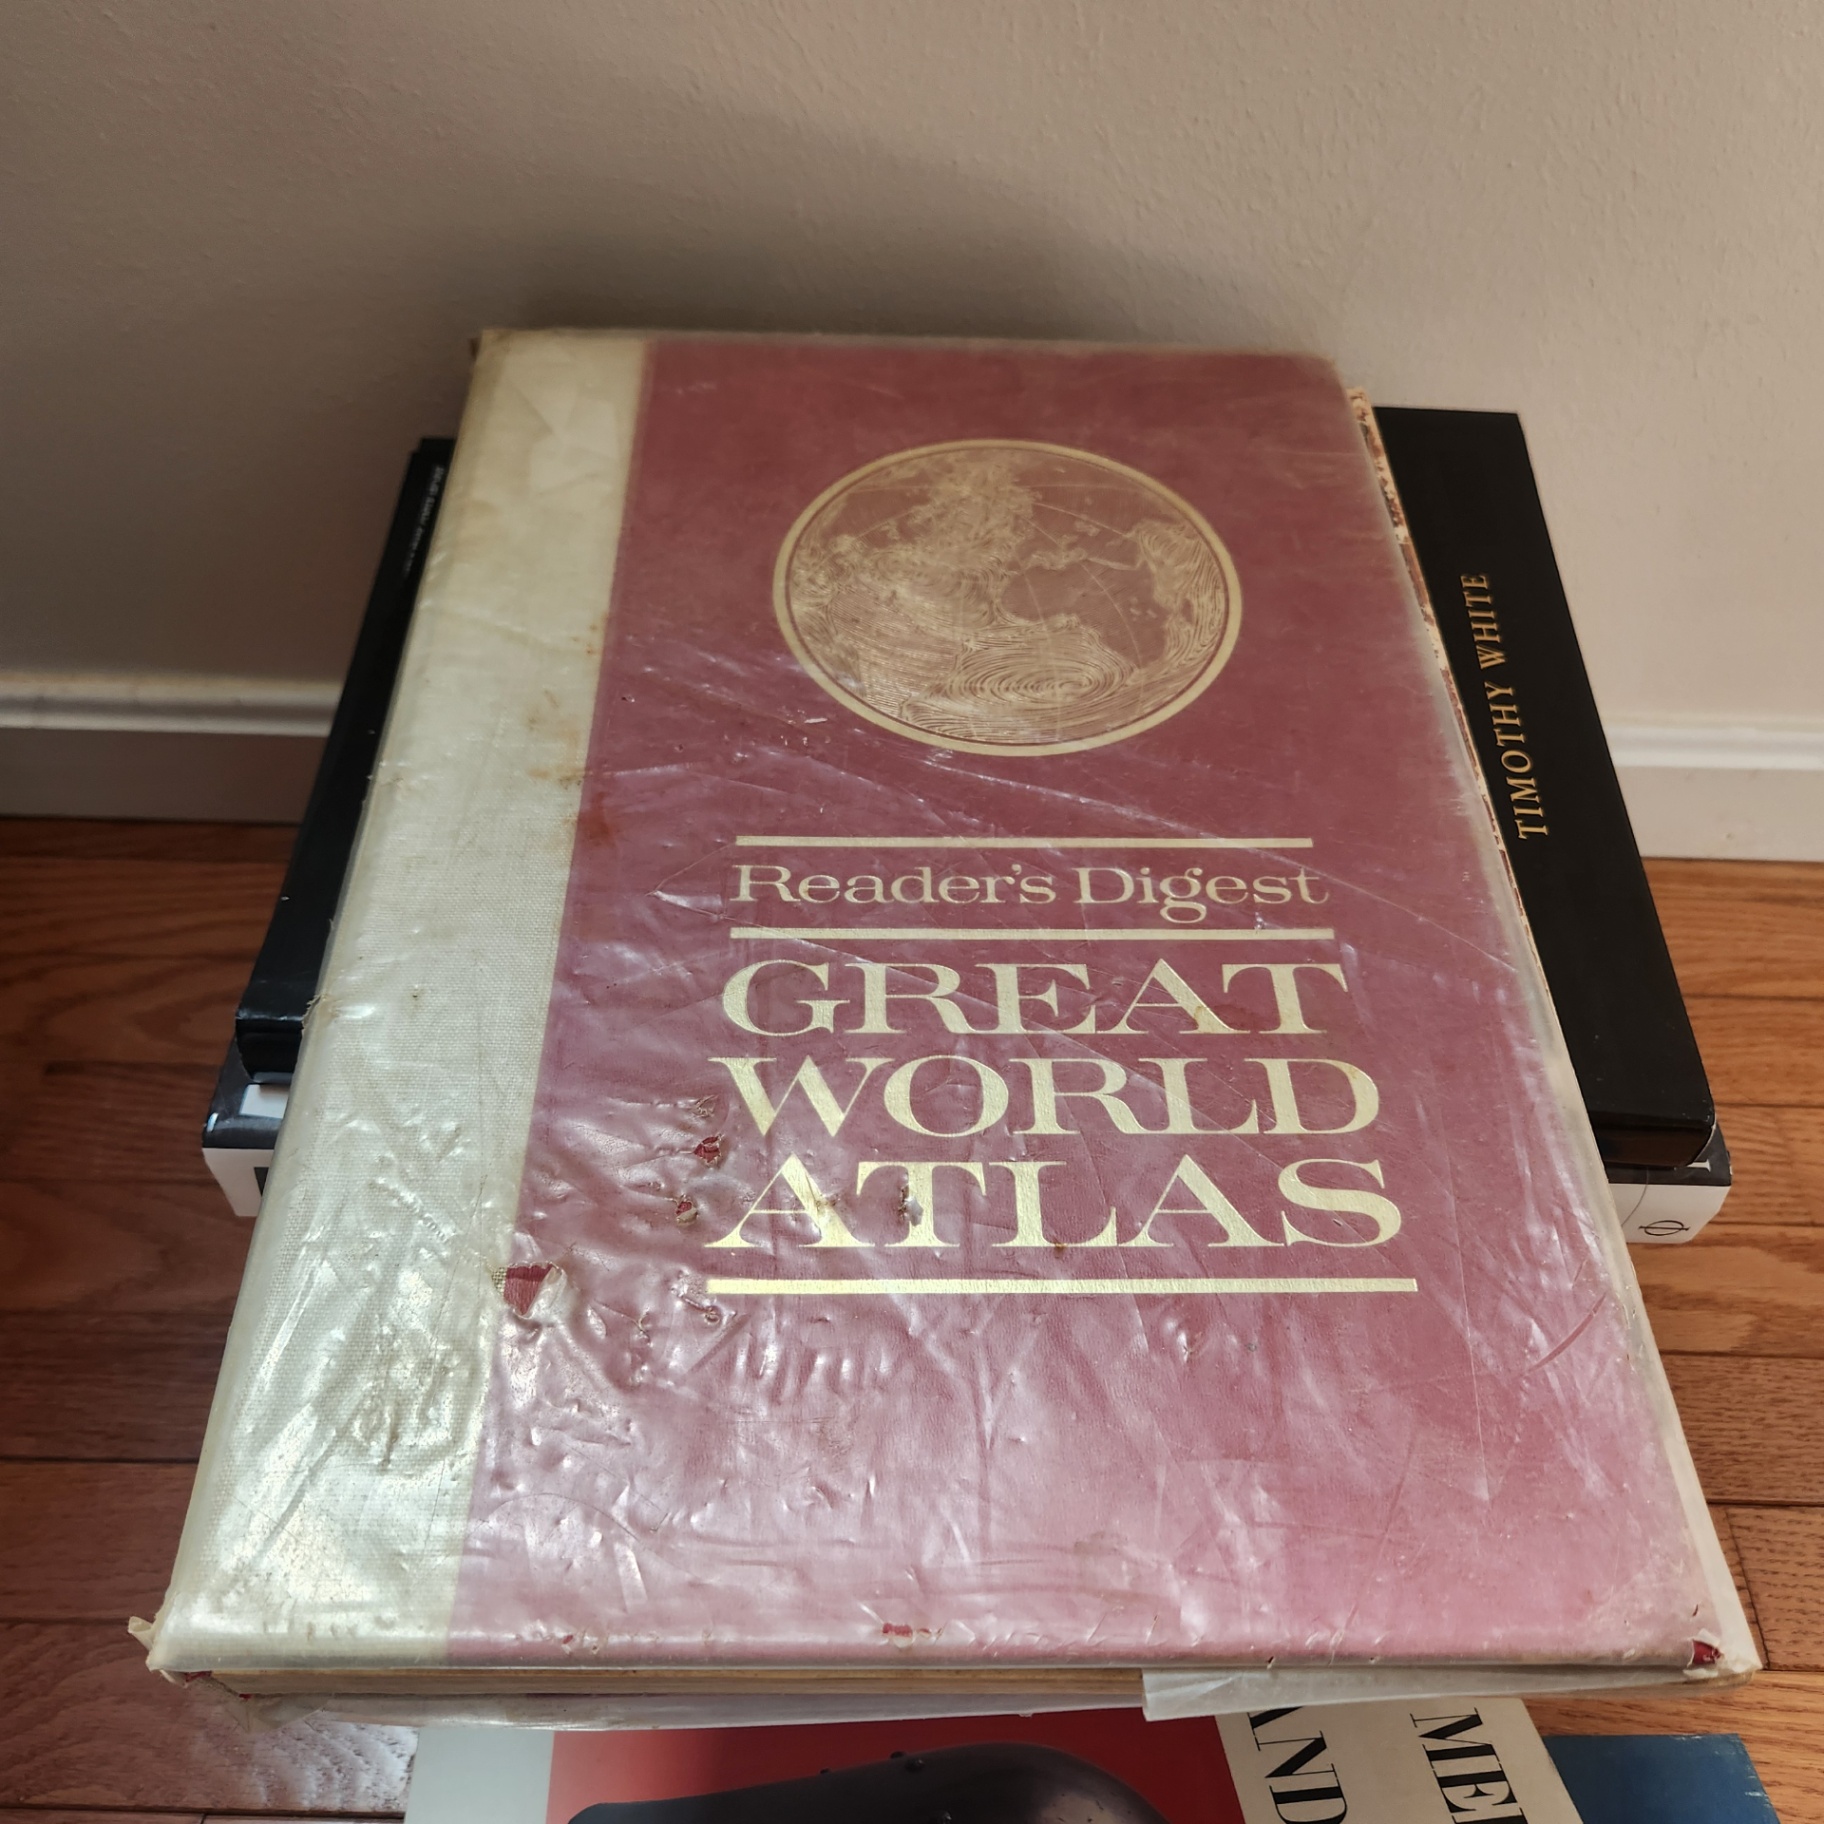 Reader's Digest
GREAT
WORLD
ATLAS
TIMOTHY WHITE